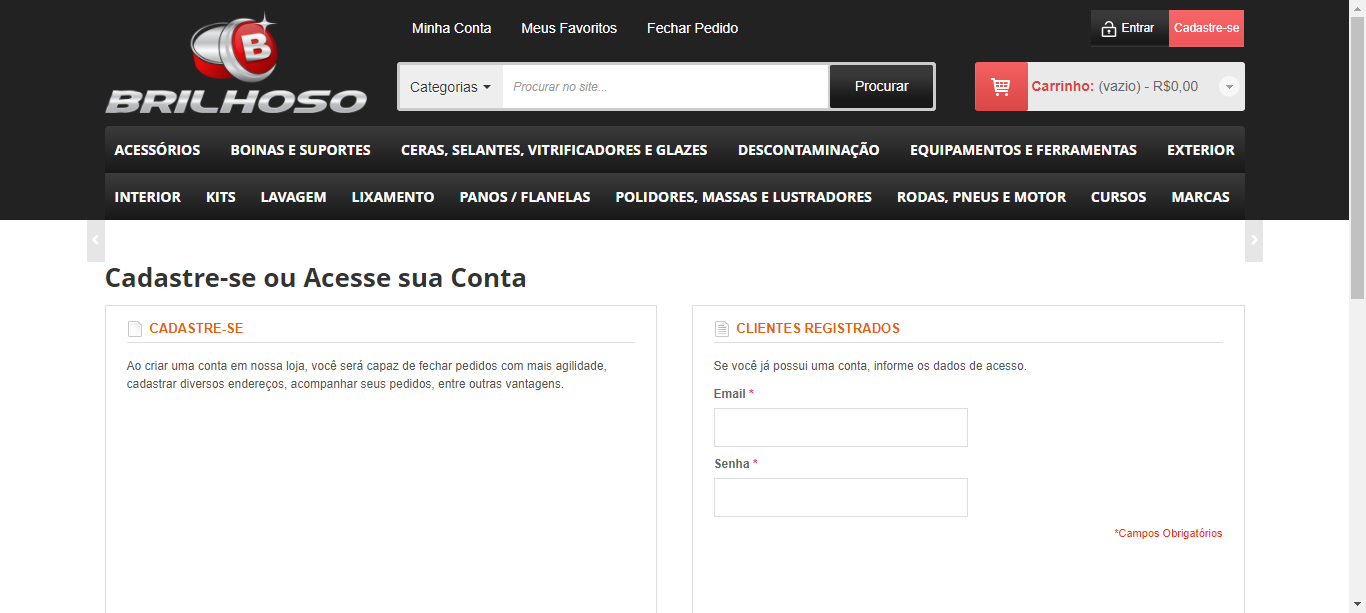 Minha Conta Meus Favoritos Fechar Pedido
Entrar Cadastre-se
B
BRILHOSO
Categorias Procurar no site... Procurar
Carrinho: (vazio) - R$0,00
ACESSÓRIOS BOINAS E SUPORTES CERAS, SELANTES, VITRIFICADORES E GLAZES DESCONTAMINAÇÃO EQUIPAMENTOS E FERRAMENTAS EXTERIOR
INTERIOR KITS LAVAGEM LIXAMENTO PANOS / FLANELAS POLIDORES, MASSAS E LUSTRADORES RODAS, PNEUS E MOTOR CURSOS MARCAS
Cadastre-se ou Acesse sua Conta
CADASTRE-SE
Ao criar uma conta em nossa loja, você será capaz de fechar pedidos com mais agilidade,
cadastrar diversos endereços, acompanhar seus pedidos, entre outras vantagens.
CLIENTES REGISTRADOS
Se você já possui uma conta, informe os dados de acesso.
Email *
Senha *
*Campos Obrigatórios